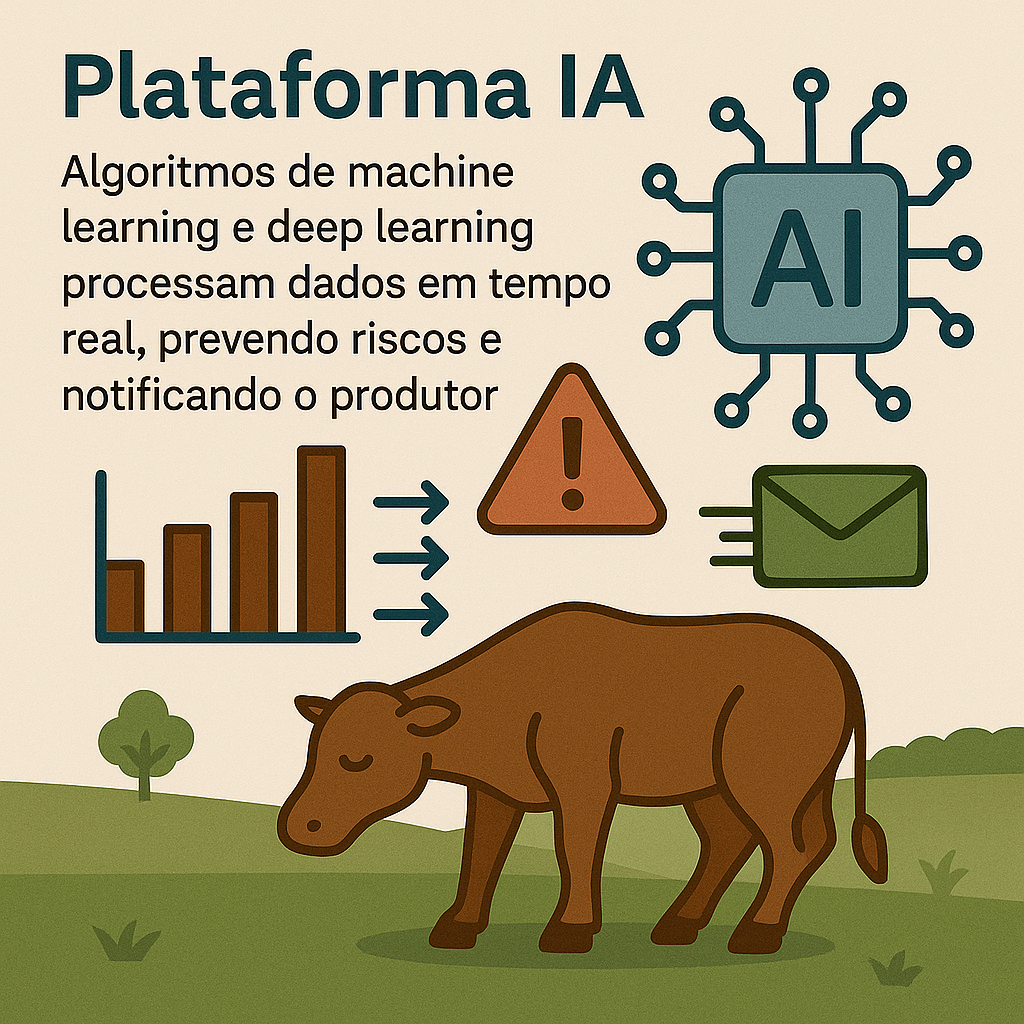 Plataforma IA
Algoritmos de machine
learning e deep learning
processam dados em tempo
real, prevendo riscos e
notificando o produtor
AI
!